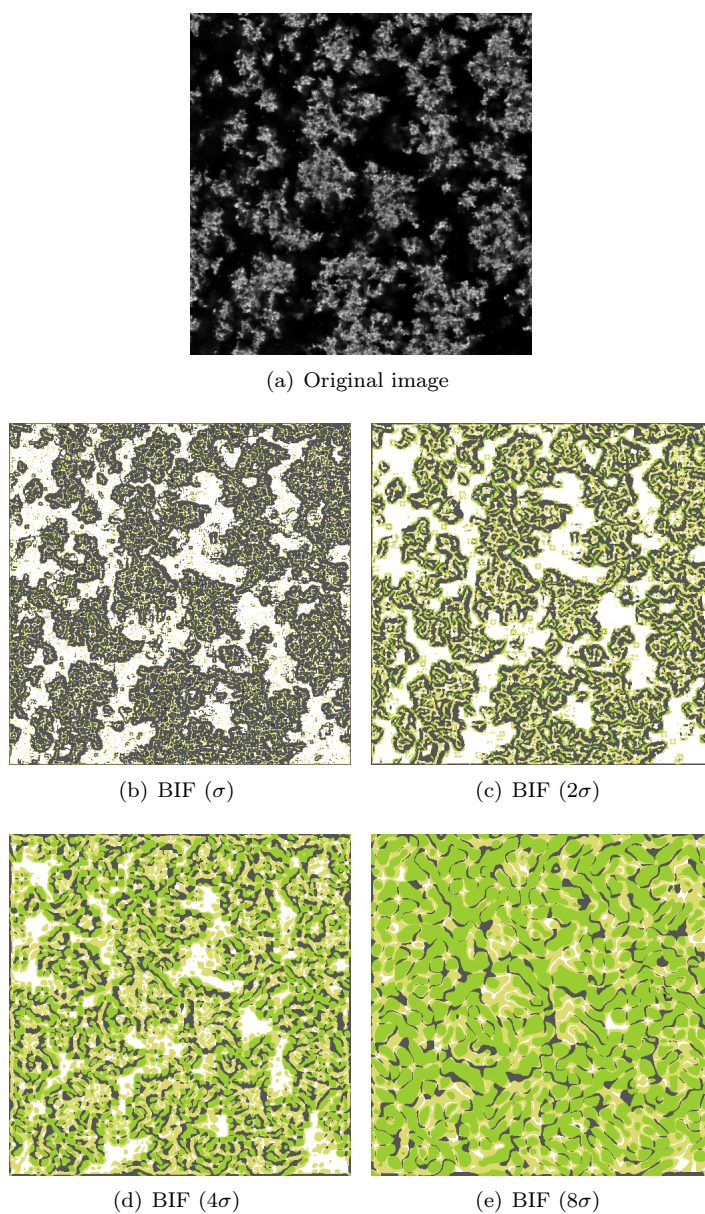 (a) Original image
(b) BIF (σ)
(c) BIF (2σ)
(d) BIF (4σ)
(e) BIF (8σ)